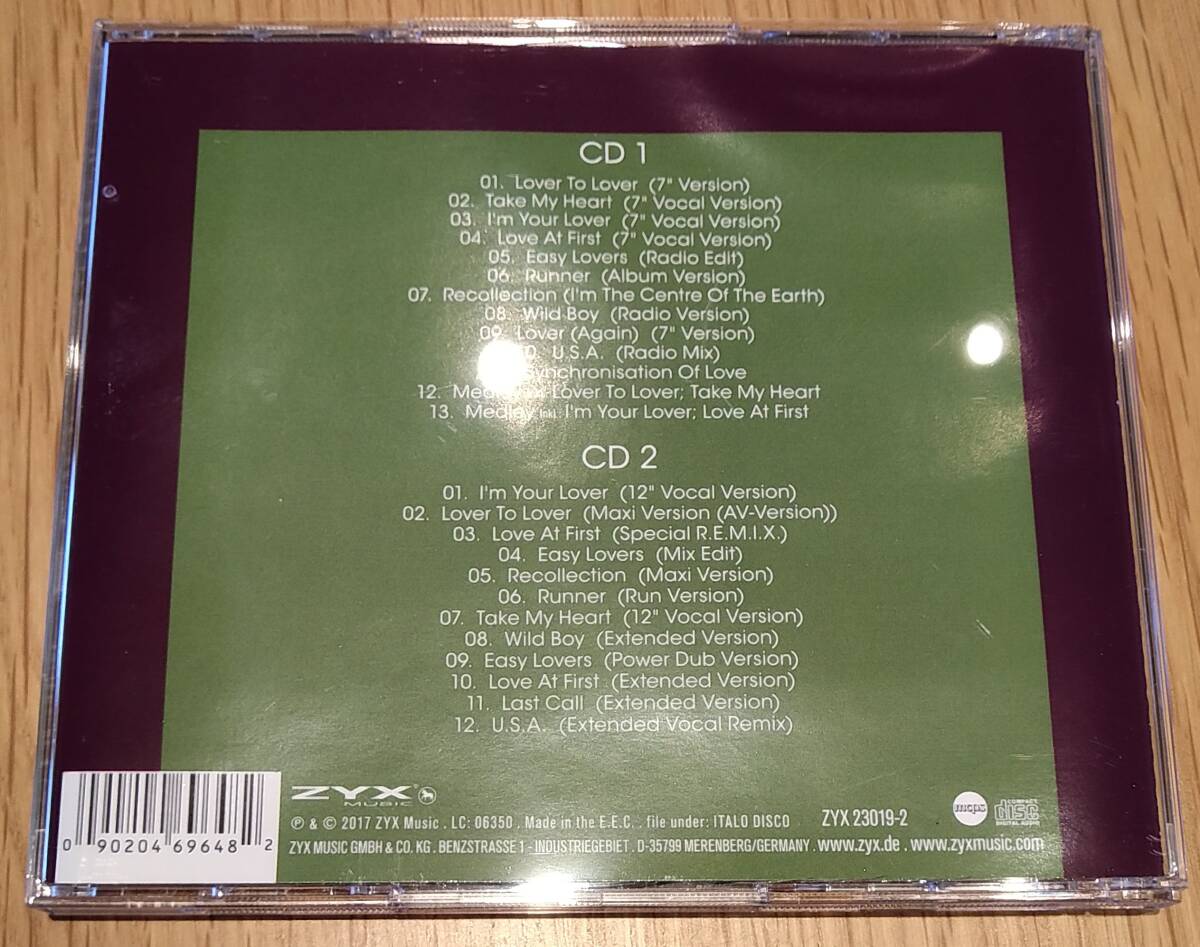 CD 1
01. Lover To Lover (7" Version)
02. Take My Heart (7" Vocal Version)
03. I'm Your Lover (7" Vocal Version)
04. Love At First (7" Vocal Version)
05. Easy Lovers (Radio Edit)
06. Runner (Album Version)
07. Recollection (I'm The Centre Of The Earth)
08. Wild Boy (Radio Version)
09. Lover (Again) (7" Version)
U.S.A. (Radio Mix)
Synchronisation Of Love
12. Medley Lover To Lover; Take My Heart
13. Medley inkl. I'm Your Lover; Love At First
CD 2
01. I'm Your Lover (12" Vocal Version)
02. Lover To Lover (Maxi Version (AV-Version))
03. Love At First (Special R.E.M.I.X.)
04. Easy Lovers (Mix Edit)
05. Recollection (Maxi Version)
06. Runner (Run Version)
07. Take My Heart (12" Vocal Version)
08. Wild Boy (Extended Version)
09. Easy Lovers (Power Dub Version)
10. Love At First (Extended Version)
11. Last Call (Extended Version)
12. U.S.A. (Extended Vocal Remix)
ZYX
MUSIC ®
℗ & © 2017 ZYX Music . LC: 06350 . Made in the E.E.C. . file under: ITALO DISCO ZYX 23019-2
ZYX MUSIC GMBH & CO. KG . BENZSTRASSE 1 - INDUSTRIEGEBIET . D-35799 MERENBERG/GERMANY . www.zyx.de . www.zyxmusic.com
mcps
COMPACT
disc
DIGITAL AUDIO
0 90204 69648 2